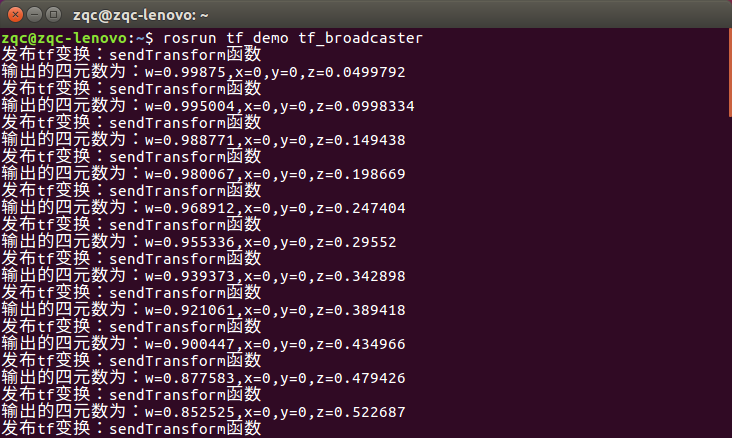 zqc@zqc-lenovo: ~
zqc@zqc-lenovo:~$ rosrun tf_demo tf_broadcaster
发布tf变换：sendTransform函数
输出的四元数为：w=0.99875,x=0,y=0,z=0.0499792
发布tf变换：sendTransform函数
输出的四元数为：w=0.995004,x=0,y=0,z=0.0998334
发布tf变换：sendTransform函数
输出的四元数为：w=0.988771,x=0,y=0,z=0.149438
发布tf变换：sendTransform函数
输出的四元数为：w=0.980067,x=0,y=0,z=0.198669
发布tf变换：sendTransform函数
输出的四元数为：w=0.968912,x=0,y=0,z=0.247404
发布tf变换：sendTransform函数
输出的四元数为：w=0.955336,x=0,y=0,z=0.29552
发布tf变换：sendTransform函数
输出的四元数为：w=0.939373,x=0,y=0,z=0.342898
发布tf变换：sendTransform函数
输出的四元数为：w=0.921061,x=0,y=0,z=0.389418
发布tf变换：sendTransform函数
输出的四元数为：w=0.900447,x=0,y=0,z=0.434966
发布tf变换：sendTransform函数
输出的四元数为：w=0.877583,x=0,y=0,z=0.479426
发布tf变换：sendTransform函数
输出的四元数为：w=0.852525,x=0,y=0,z=0.522687
发布tf变换：sendTransform函数